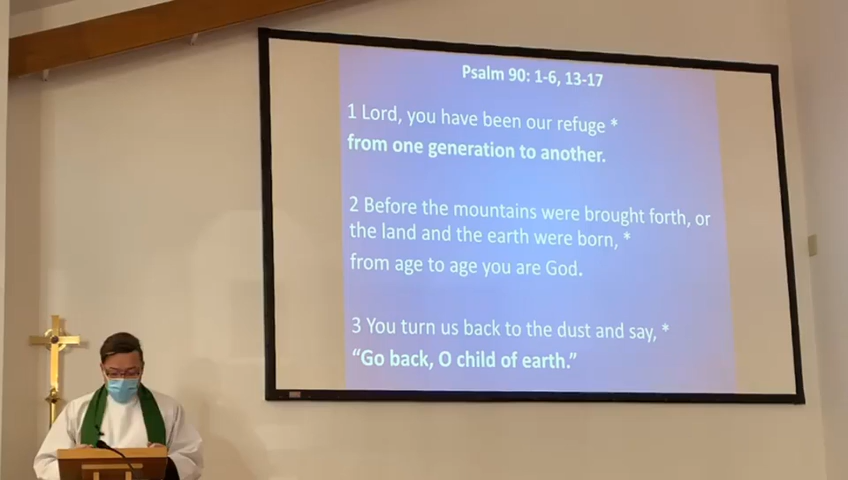 Psalm 90: 1-6, 13-17
1 Lord, you have been our refuge *
from one generation to another.
2 Before the mountains were brought forth, or
the land and the earth were born, *
from age to age you are God.
3 You turn us back to the dust and say, *
“Go back, O child of earth.”